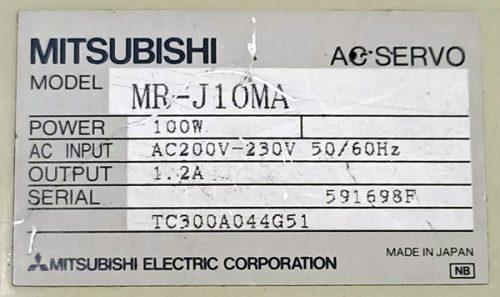 MITSUBISHI AC SERVO
MODEL MR-J10MA
POWER 100W
AC INPUT AC200V-230V 50/60Hz
OUTPUT 1.2A
SERIAL 591698F
TC300A044G51
MITSUBISHI ELECTRIC CORPORATION MADE IN JAPAN
NB